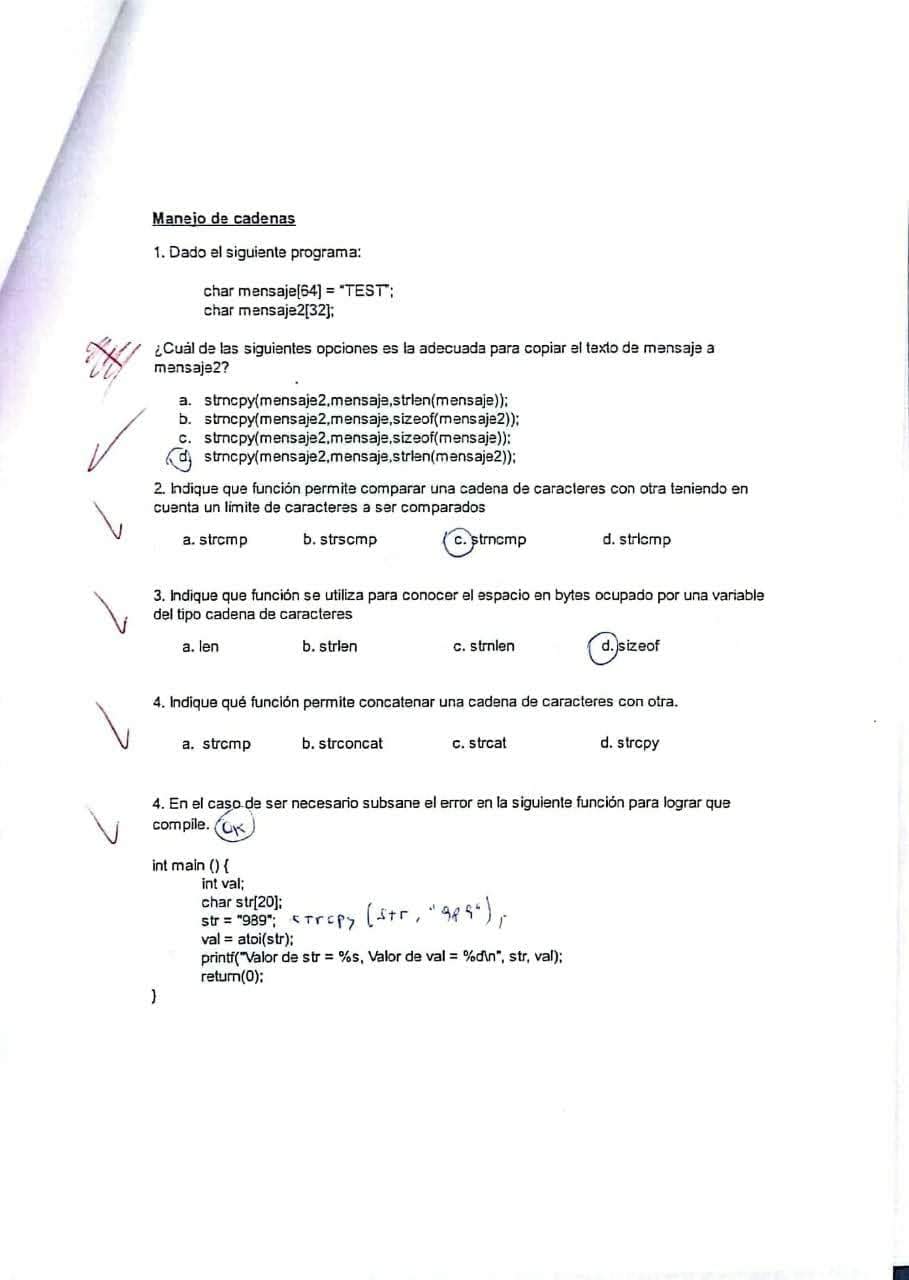 Manejo de cadenas
1. Dado el siguiente programa:
char mensaje[64] = "TEST";
char mensaje2[32];
¿Cuál de las siguientes opciones es la adecuada para copiar el texto de mensaje a
mensaje2?
a. strncpy(mensaje2,mensaje,strlen(mensaje));
b. strncpy(mensaje2,mensaje,sizeof(mensaje2));
c. strncpy(mensaje2,mensaje,sizeof(mensaje));
d. strncpy(mensaje2,mensaje,strlen(mensaje2));
2. Indique que función permite comparar una cadena de caracteres con otra teniendo en
cuenta un límite de caracteres a ser comparados
a. strcmp b. strscmp c. strncmp d. strlcmp
3. Indique que función se utiliza para conocer el espacio en bytes ocupado por una variable
del tipo cadena de caracteres
a. len b. strlen c. strnlen d. sizeof
4. Indique qué función permite concatenar una cadena de caracteres con otra.
a. strcmp b. strconcat c. strcat d. strcpy
4. En el caso de ser necesario subsane el error en la siguiente función para lograr que
compile. OK
int main () {
int val;
char str[20];
str = "989"; strcpy (str, "989");
val = atoi(str);
printf("Valor de str = %s, Valor de val = %d\n", str, val);
return(0);
}